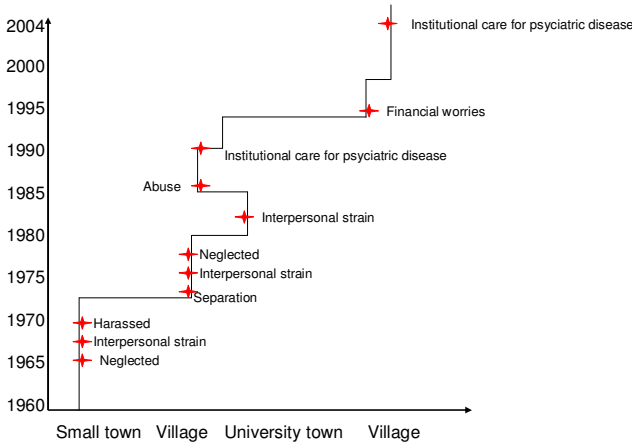 2004
Institutional care for psyciatric disease
2000
1995
Financial worries
1990
Institutional care for psyciatric disease
Abuse
1985
Interpersonal strain
1980
Neglected
1975
Interpersonal strain
Separation
1970
Harassed
Interpersonal strain
1965
Neglected
1960
Small town Village University town Village